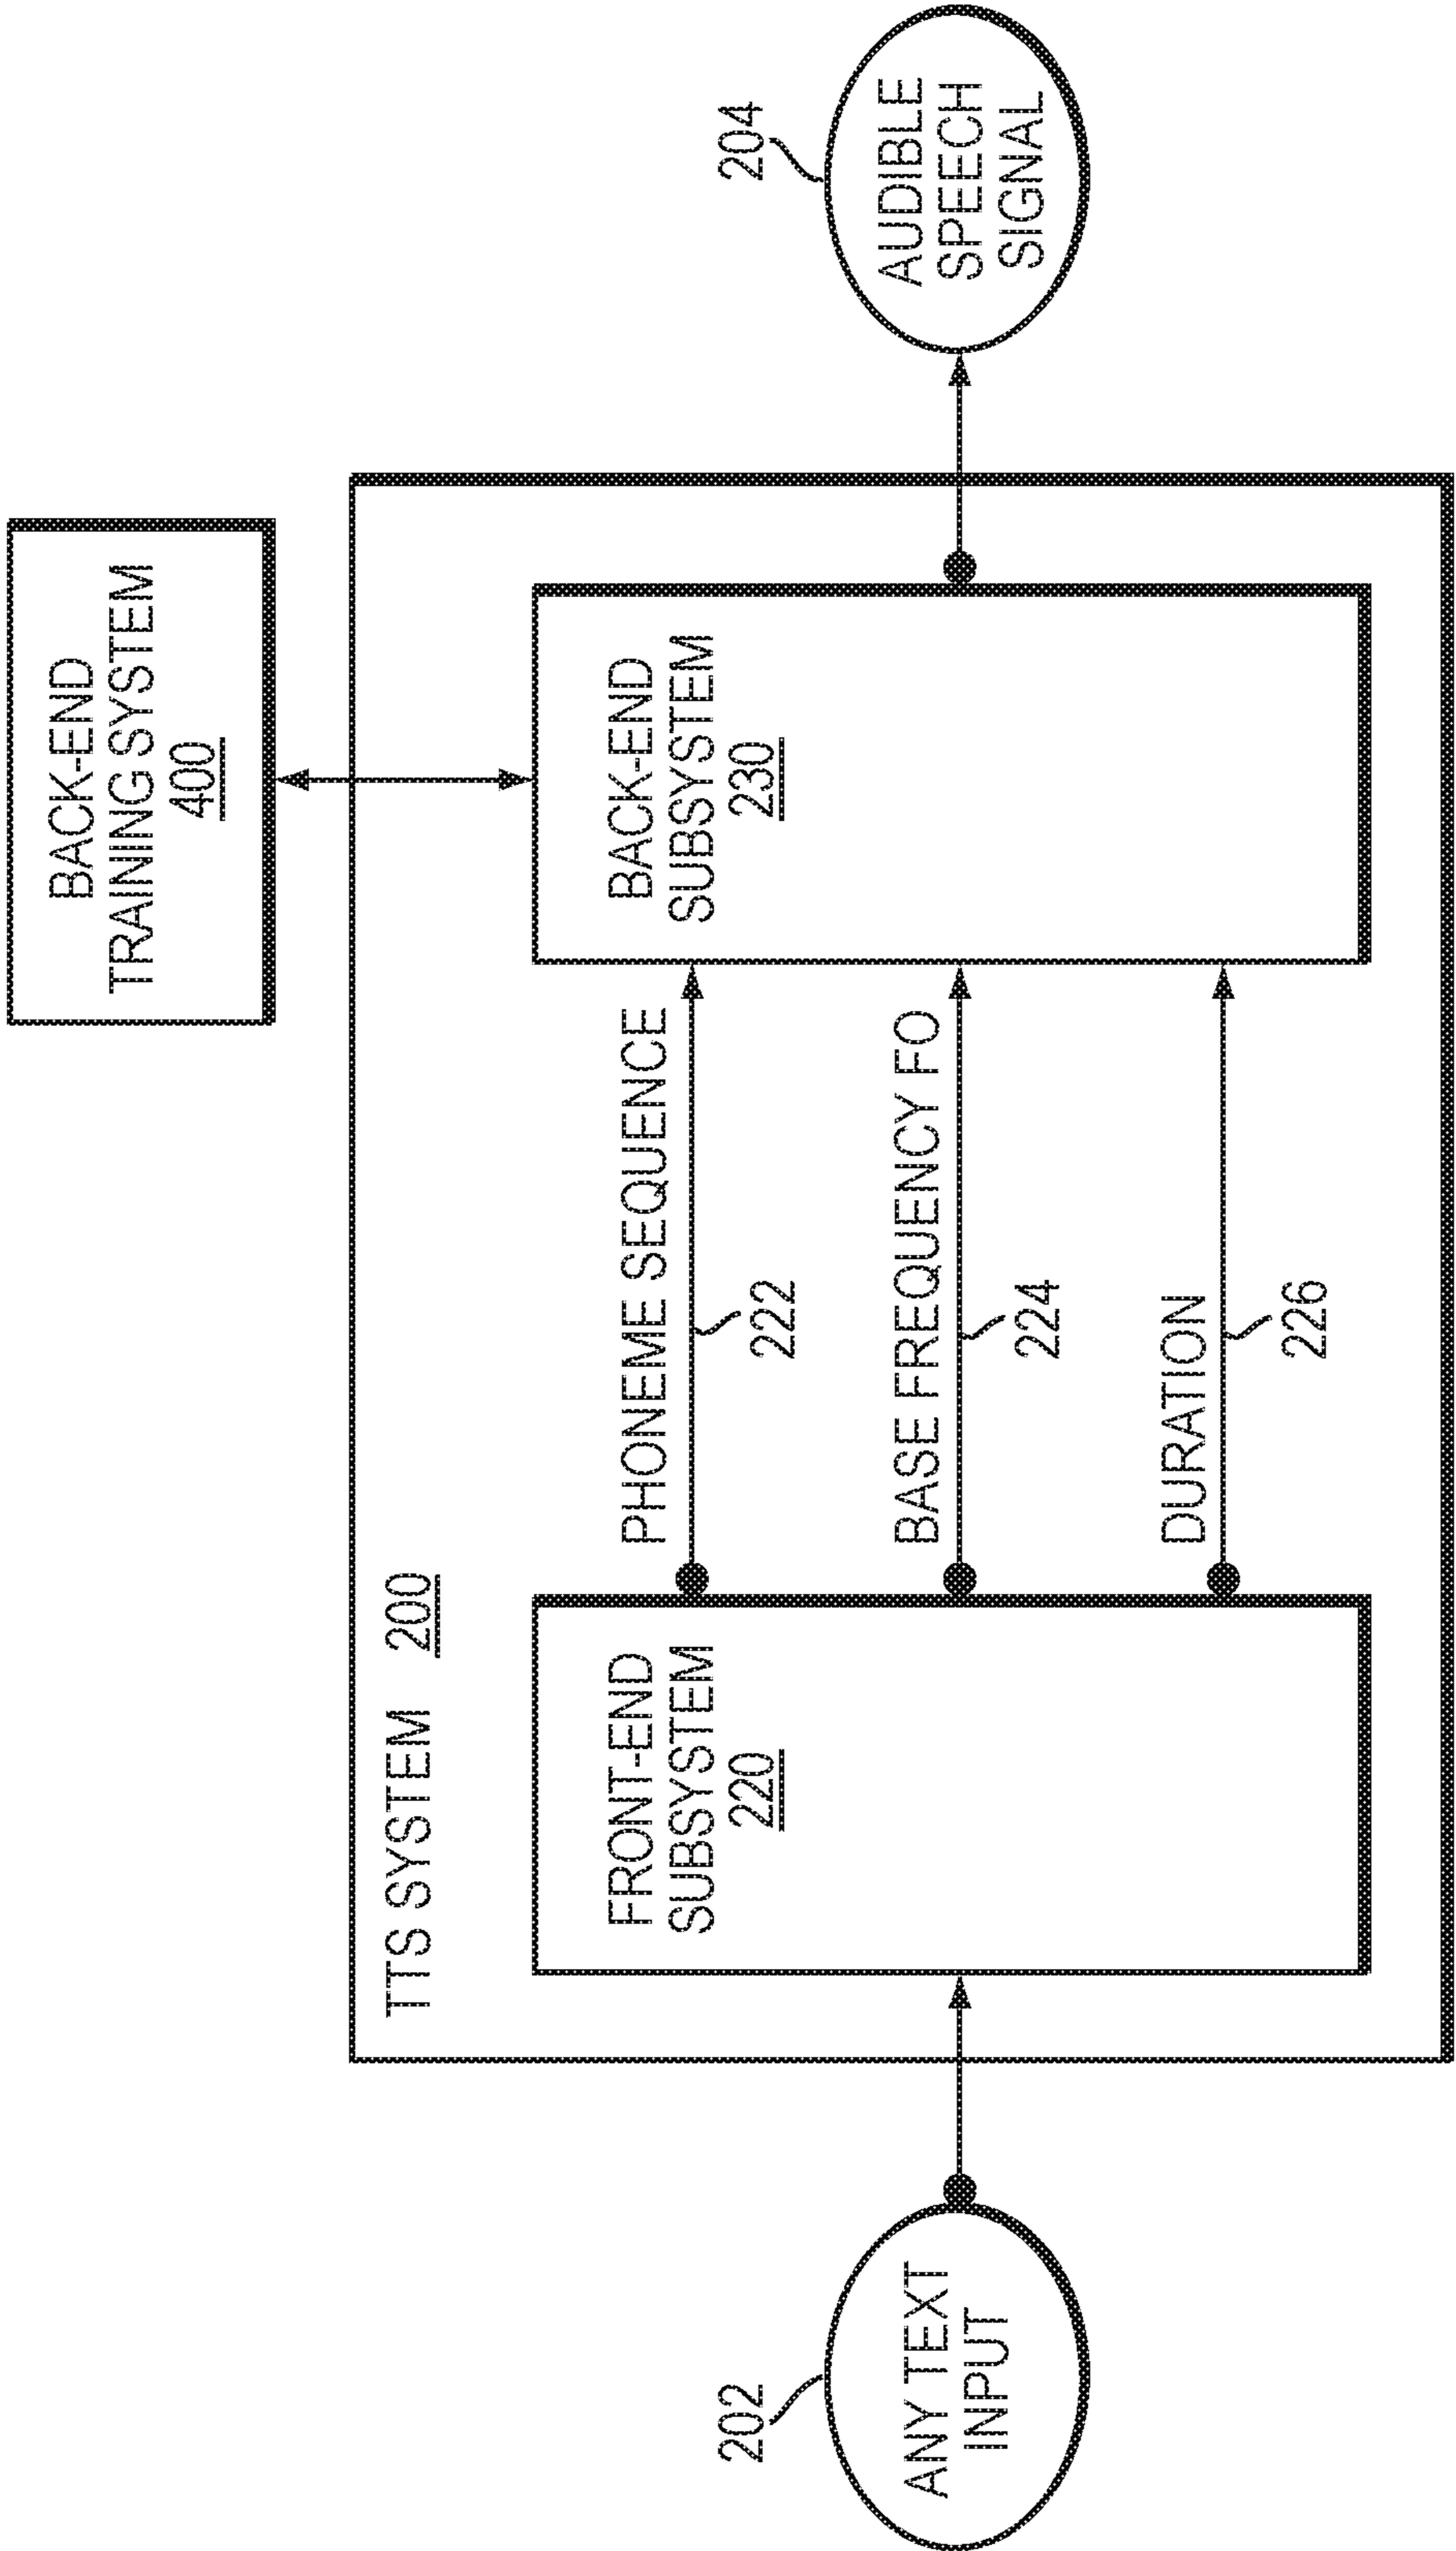 BACK-END
TRAINING SYSTEM
400
TTS SYSTEM 200
204
202
ANY TEXT
INPUT
FRONT-END
SUBSYSTEM
220
PHONEME SEQUENCE
222
BASE FREQUENCY FO
224
DURATION
226
BACK-END
SUBSYSTEM
230
AUDIBLE
SPEECH
SIGNAL